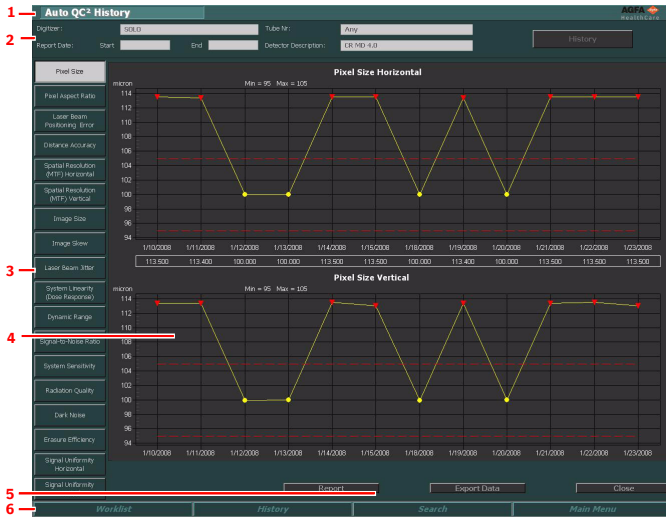 1
Auto QC² History
AGFA
HealthCare
2
Digitizer:
SOLO
Tube Nr:
Any
Report Date:
Start
End
Detector Description:
CR MD 4.0
History
Pixel Size
Pixel Aspect Ratio
Laser Beam
Positioning Error
Distance Accuracy
Spatial Resolution
(MTF) Horizontal
Spatial Resolution
(MTF) Vertical
Image Size
Image Skew
3
Laser Beam Jitter
System Linearity
(Dose Response)
Dynamic Range
4
Signal-to-Noise Ratio
System Sensitivity
Radiation Quality
Dark Noise
Erasure Efficiency
Signal Uniformity
Horizontal
Signal Uniformity
Pixel Size Horizontal
micron
Min = 95 Max = 105
114
112
110
108
106
104
102
100
98
96
94
1/10/2008 1/11/2008 1/12/2008 1/13/2008 1/14/2008 1/15/2008 1/18/2008 1/19/2008 1/20/2008 1/21/2008 1/22/2008 1/23/2008
113.500 113.400 100.000 100.000 113.500 113.500 100.000 113.400 100.000 113.500 113.500 113.500
Pixel Size Vertical
micron
Min = 95 Max = 105
114
112
110
108
106
104
102
100
98
96
94
1/10/2008 1/11/2008 1/12/2008 1/13/2008 1/14/2008 1/15/2008 1/18/2008 1/19/2008 1/20/2008 1/21/2008 1/22/2008 1/23/2008
5
Report
Export Data
Close
6
Worklist
History
Search
Main Menu